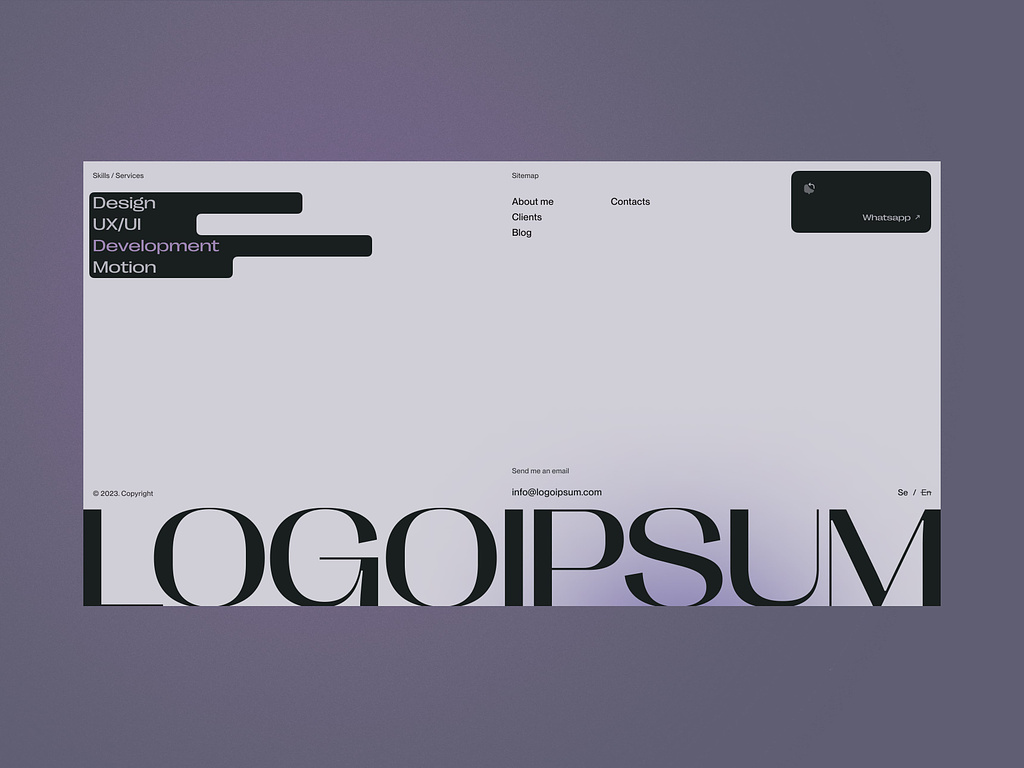 Skills / Services
Design
UX/UI
Development
Motion
Sitemap
About me
Clients
Blog
Contacts
Whatsapp ↗
Send me an email
info@logoipsum.com
© 2023. Copyright
Se / En
LOGOIPSUM